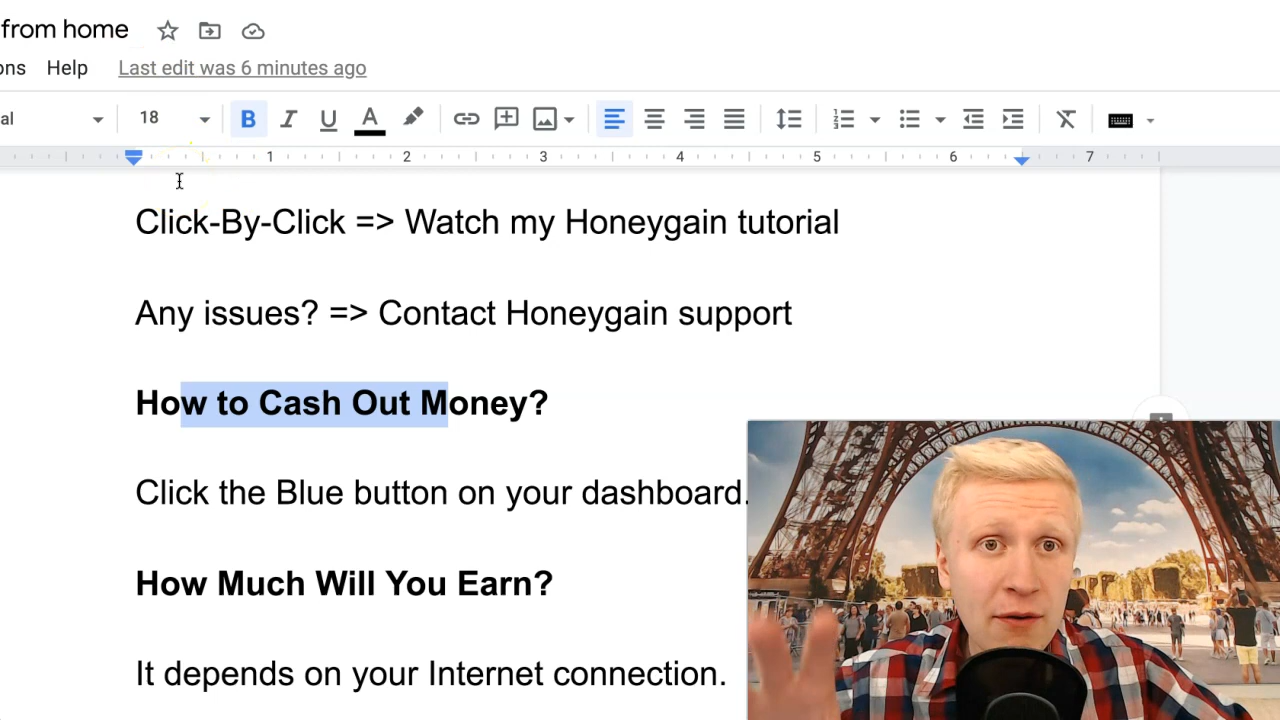 from home
ons Help Last edit was 6 minutes ago
al 18 B I U A
1 2 3 4 5 6 7
Click-By-Click => Watch my Honeygain tutorial
Any issues? => Contact Honeygain support
How to Cash Out Money?
Click the Blue button on your dashboard.
How Much Will You Earn?
It depends on your Internet connection.